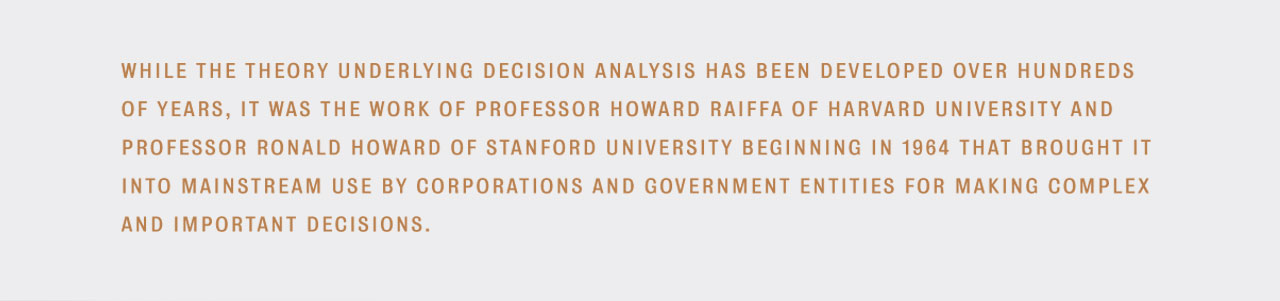 WHILE THE THEORY UNDERLYING DECISION ANALYSIS HAS BEEN DEVELOPED OVER HUNDREDS
OF YEARS, IT WAS THE WORK OF PROFESSOR HOWARD RAIFFA OF HARVARD UNIVERSITY AND
PROFESSOR RONALD HOWARD OF STANFORD UNIVERSITY BEGINNING IN 1964 THAT BROUGHT IT
INTO MAINSTREAM USE BY CORPORATIONS AND GOVERNMENT ENTITIES FOR MAKING COMPLEX
AND IMPORTANT DECISIONS.